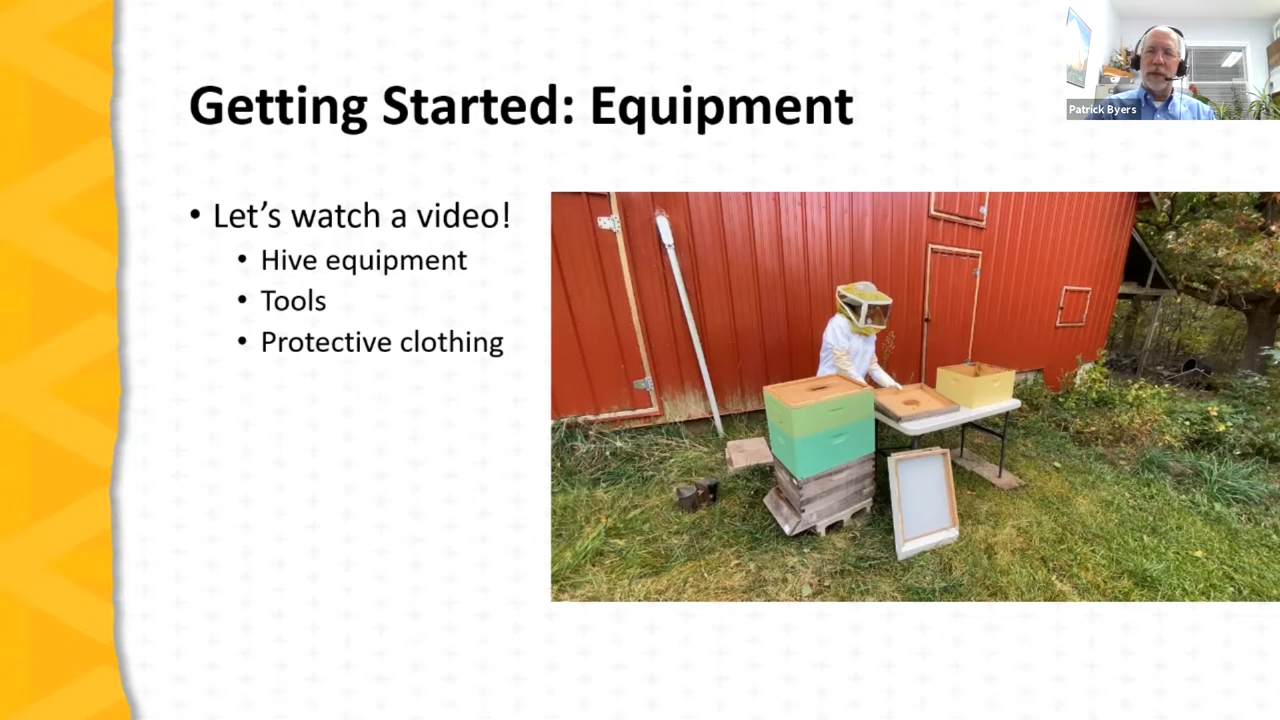 Getting Started: Equipment
Patrick Byers
• Let's watch a video!
• Hive equipment
• Tools
• Protective clothing